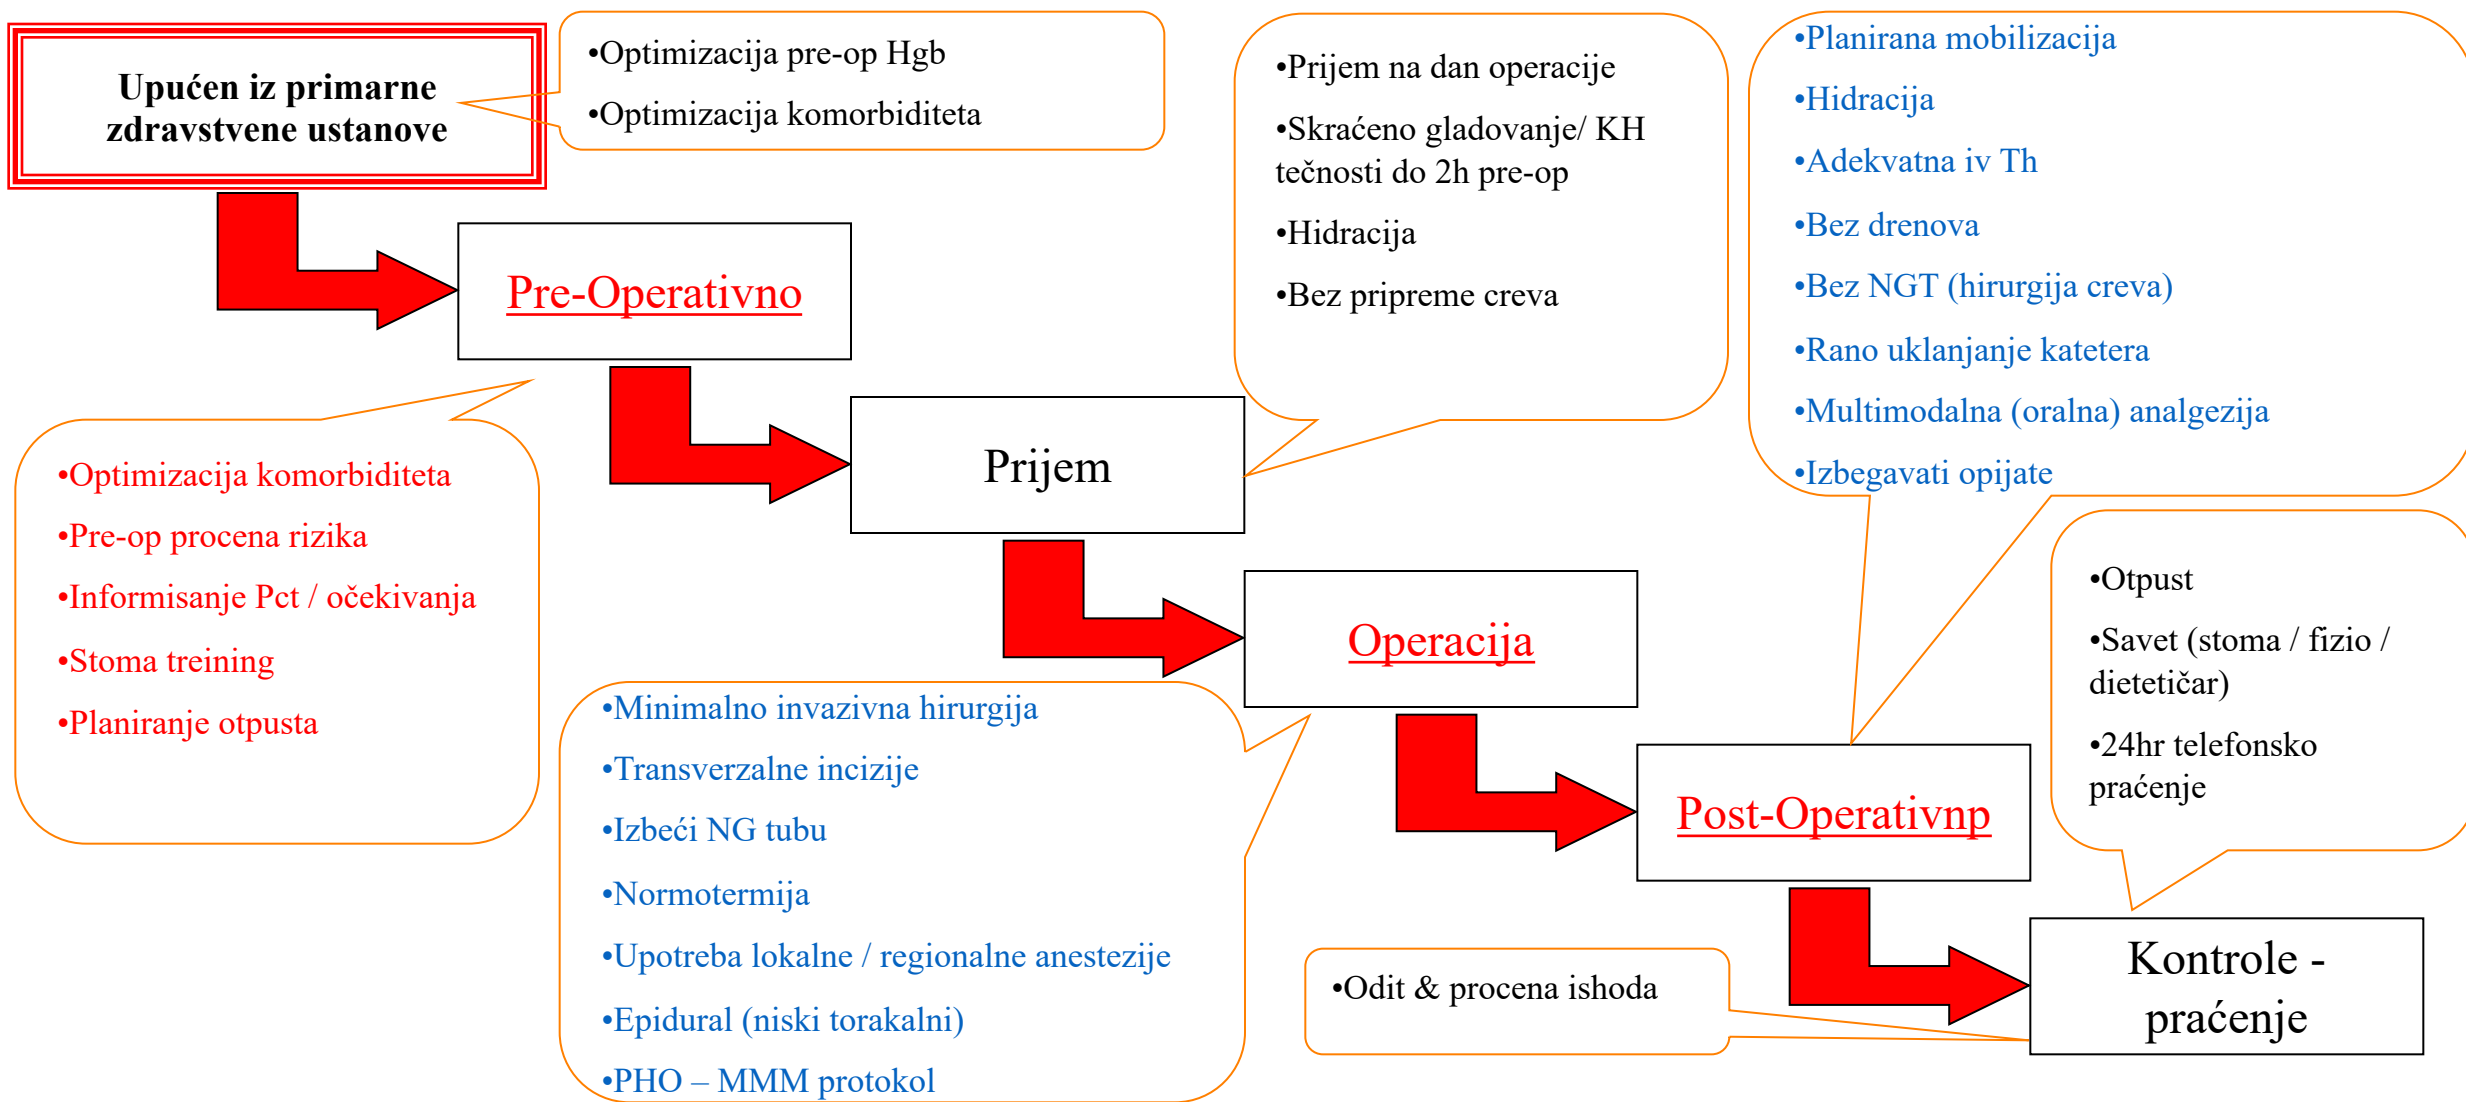 Upućen iz primarne
zdravstvene ustanove
•Optimizacija pre-op Hgb
•Optimizacija komorbiditeta
Pre-Operativno
•Optimizacija komorbiditeta
•Pre-op procena rizika
•Informisanje Pct / očekivanja
•Stoma treining
•Planiranje otpusta
Prijem
•Prijem na dan operacije
•Skraćeno gladovanje/ KH
tečnosti do 2h pre-op
•Hidracija
•Bez pripreme creva
Operacija
•Minimalno invazivna hirurgija
•Transverzalne incizije
•Izbeći NG tubu
•Normotermija
•Upotreba lokalne / regionalne anestezije
•Epidural (niski torakalni)
•PHO – MMM protokol
Post-Operativnp
•Planirana mobilizacija
•Hidracija
•Adekvatna iv Th
•Bez drenova
•Bez NGT (hirurgija creva)
•Rano uklanjanje katetera
•Multimodalna (oralna) analgezija
•Izbegavati opijate
Kontrole -
praćenje
•Otpust
•Savet (stoma / fizio /
dietetičar)
•24hr telefonsko
praćenje
•Odit & procena ishoda